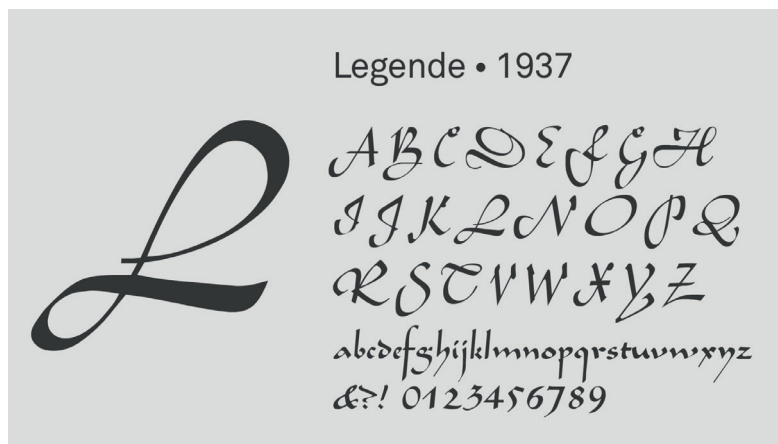 L
Legende • 1937
ABCDEFGH
IJKLNOPQ
RSTVWXYZ
abcdefghijklmnopqrstuvwxyz
&?! 0123456789